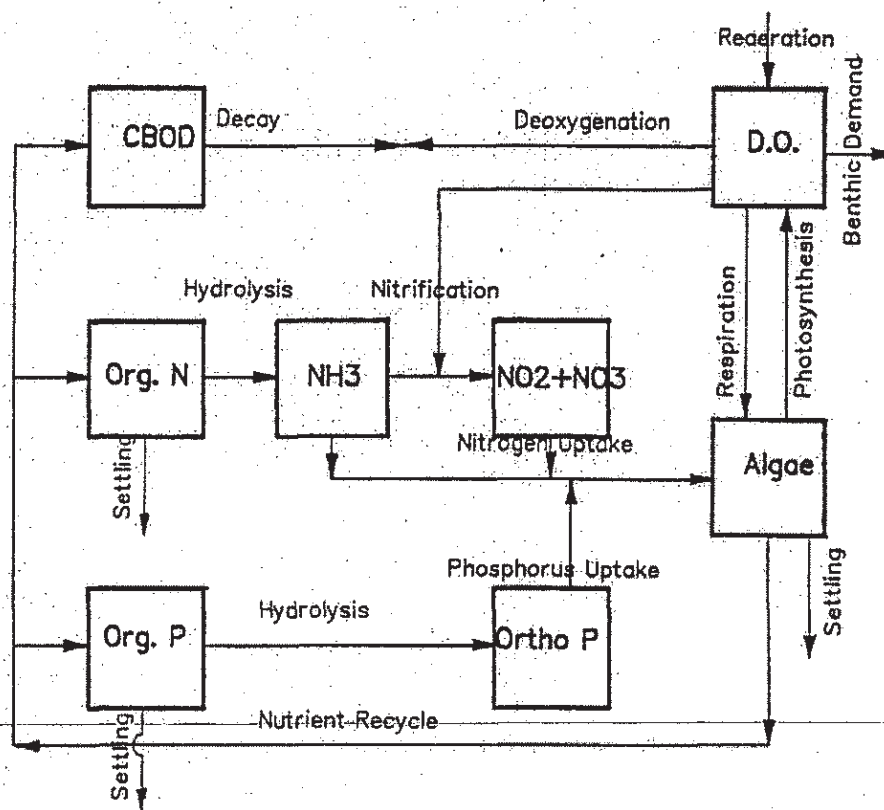 Reaeration
CBOD
Decay
Deoxygenation
D.O.
Benthic Demand
Hydrolysis
Nitrification
Respiration
Photosynthesis
Org. N
NH3
NO2+NO3
Settling
Nitrogen Uptake
Algae
Phosphorus Uptake
Settling
Org. P
Hydrolysis
Ortho P
Nutrient Recycle
Settling